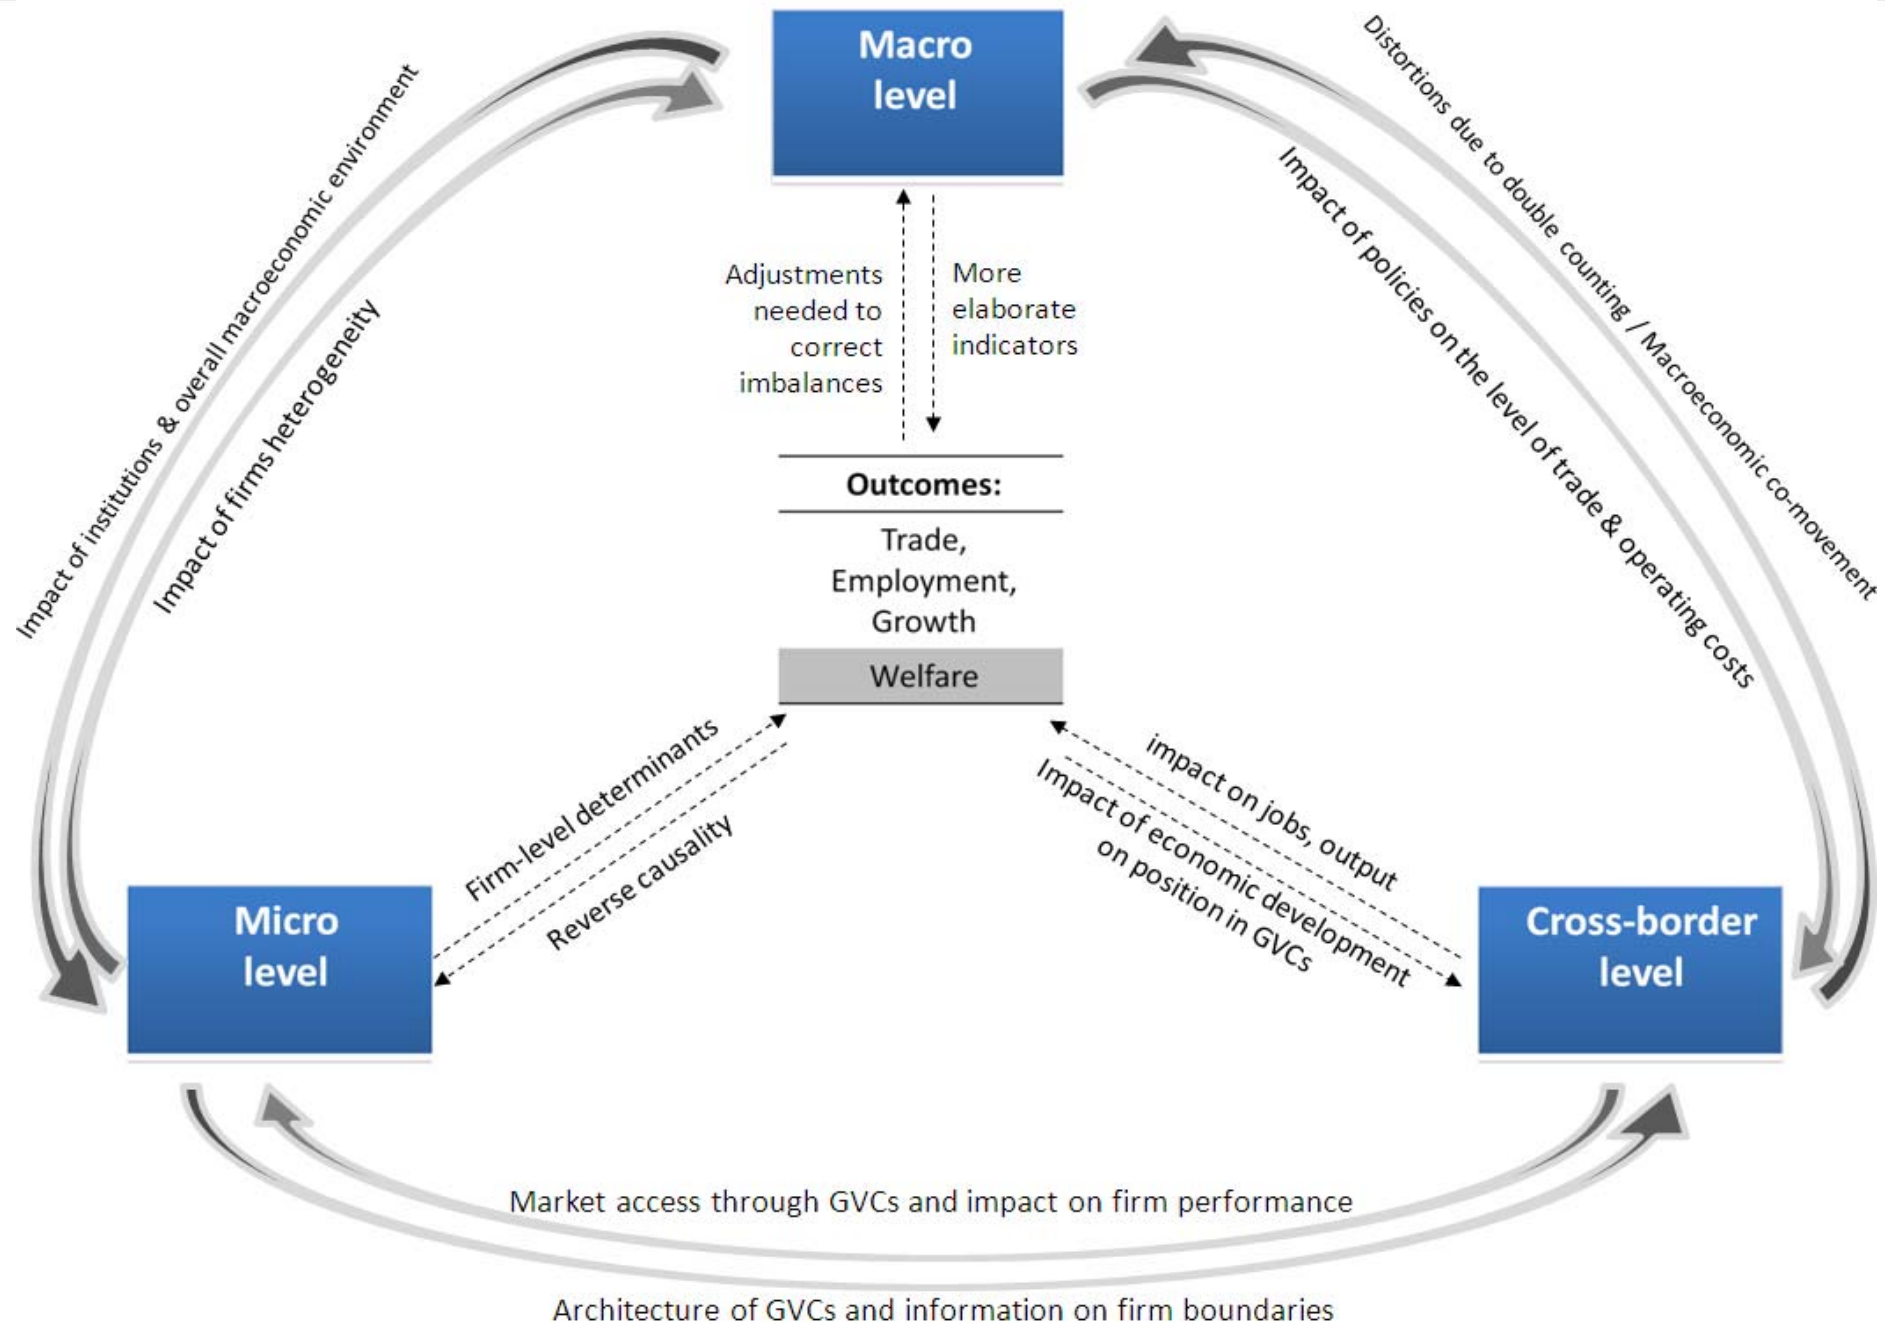 Macro
level
Impact of institutions & overall macroeconomic environment
Impact of firms heterogeneity
Distortions due to double counting / Macroeconomic co-movement
Impact of policies on the level of trade & operating costs
Adjustments
needed to
correct
imbalances
More
elaborate
indicators
Outcomes:
Trade,
Employment,
Growth
Welfare
Firm-level determinants
Reverse causality
impact on jobs, output
Impact of economic development
on position in GVCs
Micro
level
Cross-border
level
Market access through GVCs and impact on firm performance
Architecture of GVCs and information on firm boundaries